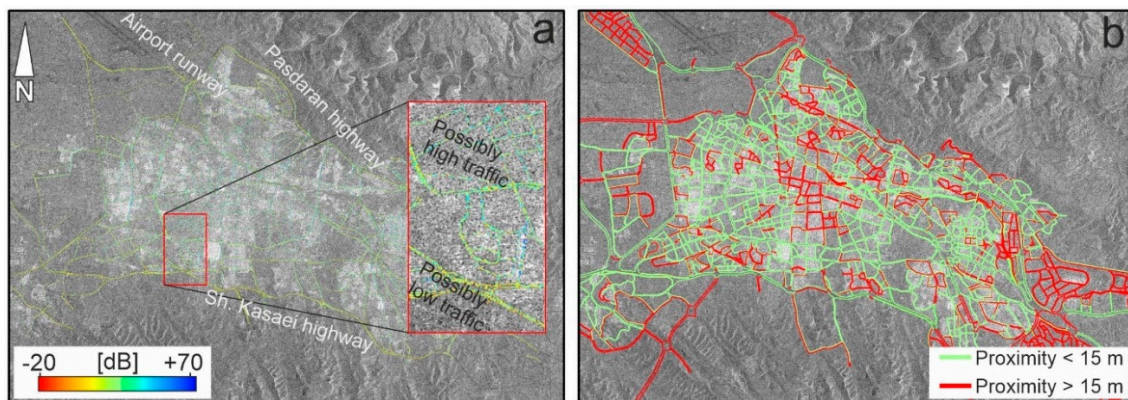 a
Airport runway
Pasdaran highway
N
Possibly
high traffic
Possibly
low traffic
Sh. Kasaei highway
-20 [dB] +70
b
Proximity < 15 m
Proximity > 15 m